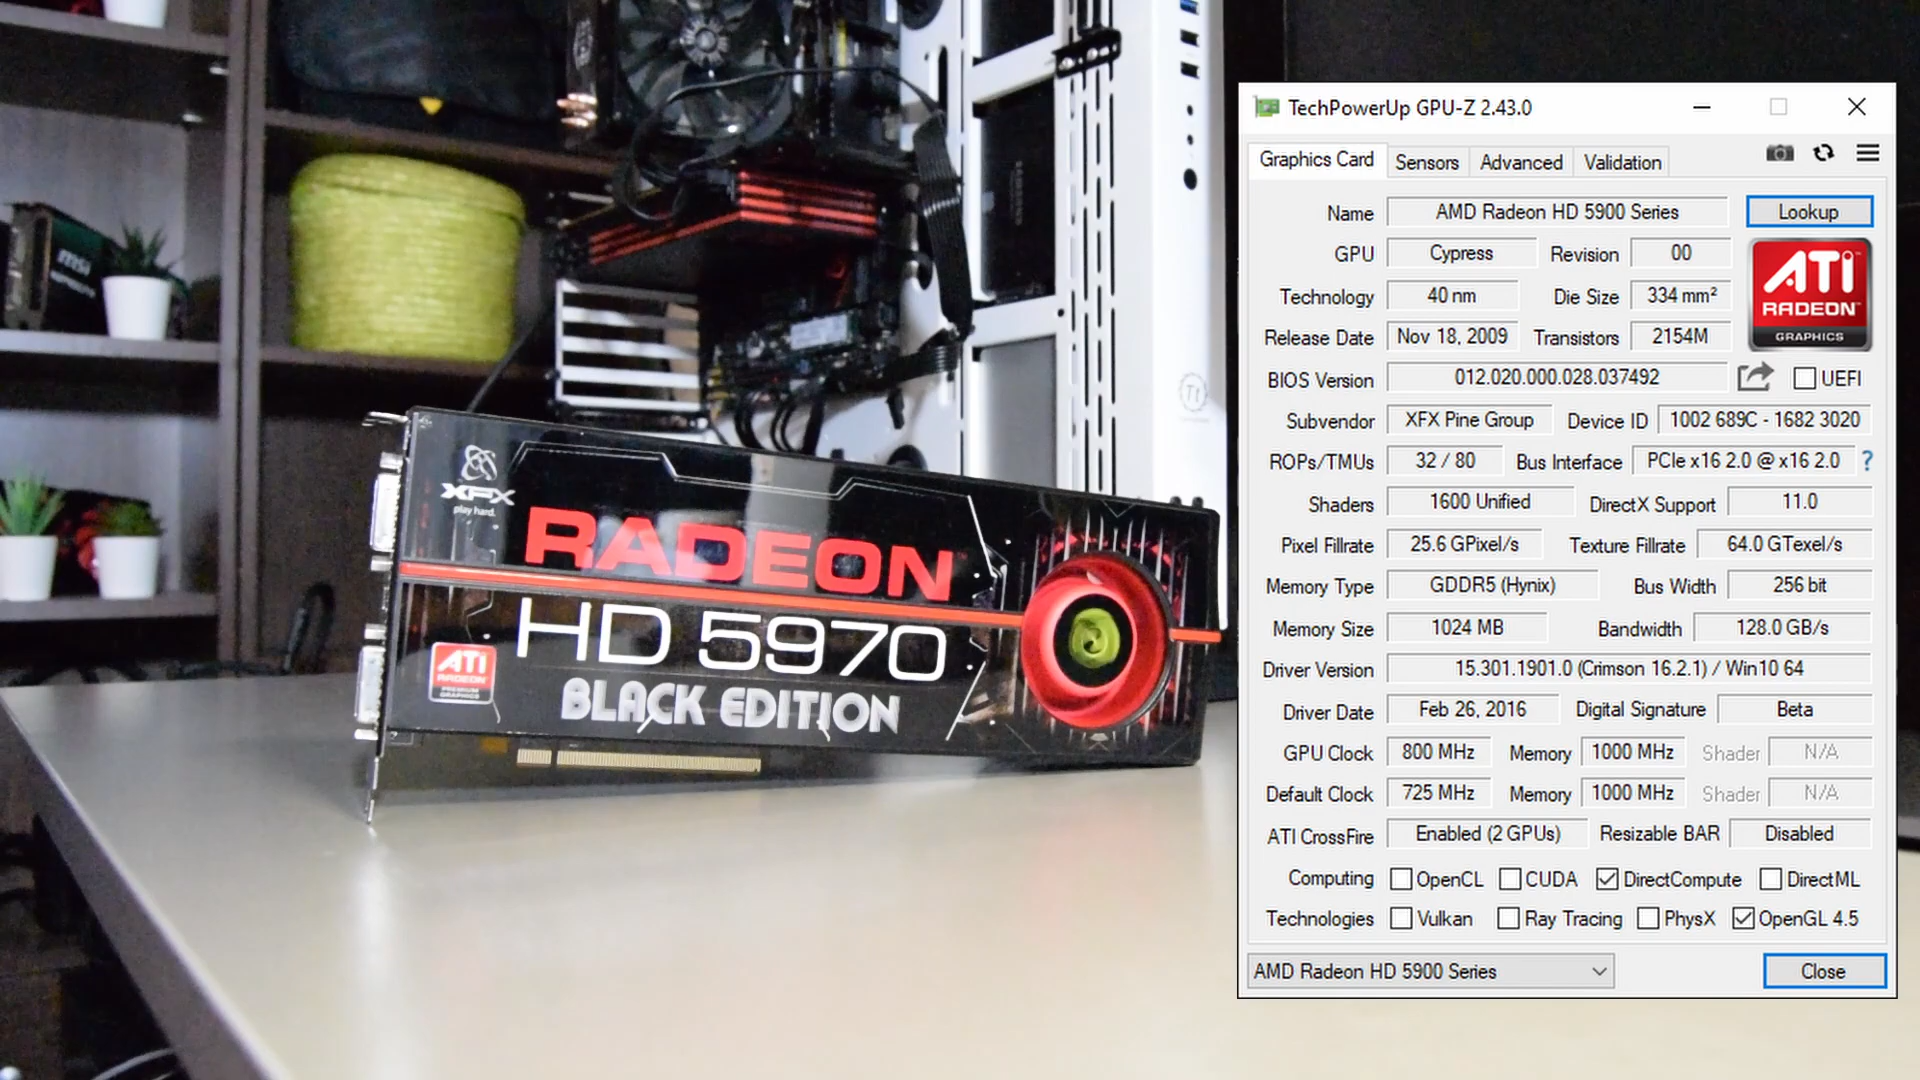 msi
XFX
play hard.
RADEON
HD 5970
BLACK EDITION
ATI
RADEON
PREMIUM
GRAPHICS
Tt
TechPowerUp GPU-Z 2.43.0
Graphics Card Sensors Advanced Validation
Name AMD Radeon HD 5900 Series Lookup
GPU Cypress Revision 00
ATI
RADEON
GRAPHICS
Technology 40 nm Die Size 334 mm²
Release Date Nov 18, 2009 Transistors 2154M
BIOS Version 012.020.000.028.037492 UEFI
Subvendor XFX Pine Group Device ID 1002 689C - 1682 3020
ROPs/TMUs 32 / 80 Bus Interface PCIe x16 2.0 @ x16 2.0 ?
Shaders 1600 Unified DirectX Support 11.0
Pixel Fillrate 25.6 GPixel/s Texture Fillrate 64.0 GTexel/s
Memory Type GDDR5 (Hynix) Bus Width 256 bit
Memory Size 1024 MB Bandwidth 128.0 GB/s
Driver Version 15.301.1901.0 (Crimson 16.2.1) / Win10 64
Driver Date Feb 26, 2016 Digital Signature Beta
GPU Clock 800 MHz Memory 1000 MHz Shader N/A
Default Clock 725 MHz Memory 1000 MHz Shader N/A
ATI CrossFire Enabled (2 GPUs) Resizable BAR Disabled
Computing OpenCL CUDA DirectCompute DirectML
Technologies Vulkan Ray Tracing PhysX OpenGL 4.5
AMD Radeon HD 5900 Series Close